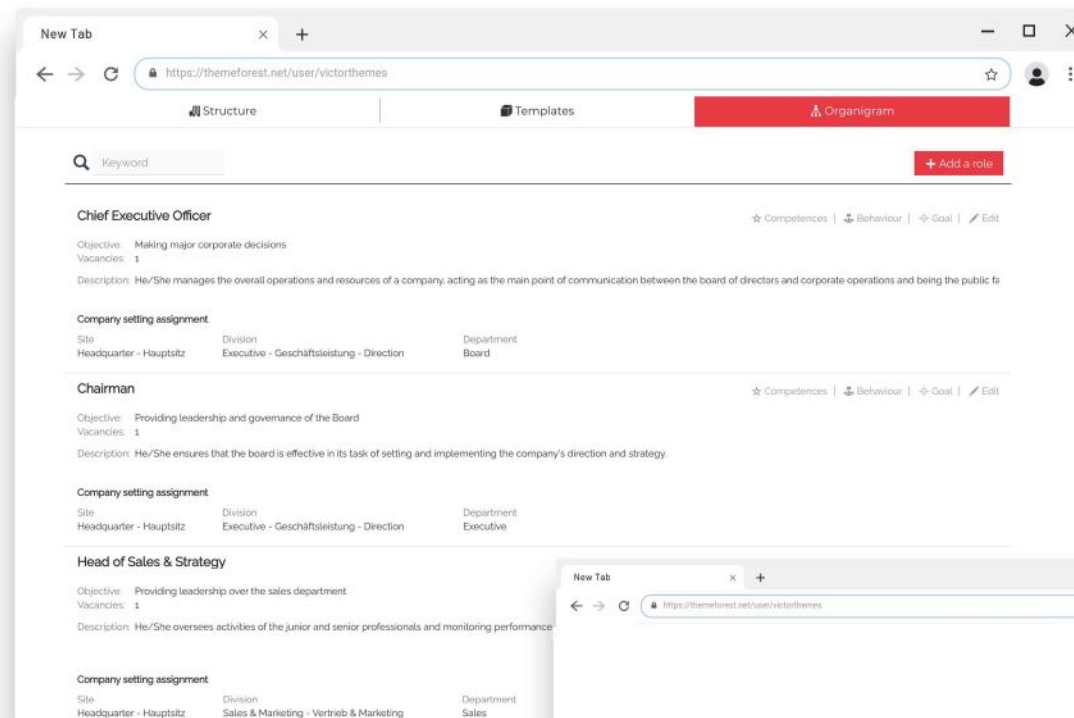 New Tab
https://themeforest.net/user/victorthemes
Structure Templates Organigram
Keyword + Add a role
Chief Executive Officer Competences | Behaviour | Goal | Edit
Objective: Making major corporate decisions
Vacancies: 1
Description: He/She manages the overall operations and resources of a company, acting as the main point of communication between the board of directors and corporate operations and being the public fa
Company setting assignment
Site Division Department
Headquarter - Hauptsitz Executive - Geschäftsleistung - Direction Board
Chairman Competences | Behaviour | Goal | Edit
Objective: Providing leadership and governance of the Board
Vacancies: 1
Description: He/She ensures that the board is effective in its task of setting and implementing the company's direction and strategy.
Company setting assignment
Site Division Department
Headquarter - Hauptsitz Executive - Geschäftsleistung - Direction Executive
Head of Sales & Strategy
Objective: Providing leadership over the sales department
Vacancies: 1
Description: He/She oversees activities of the junior and senior professionals and monitoring performance
Company setting assignment
Site Division Department
Headquarter - Hauptsitz Sales & Marketing - Vertrieb & Marketing Sales
New Tab
https://themeforest.net/user/victorthemes